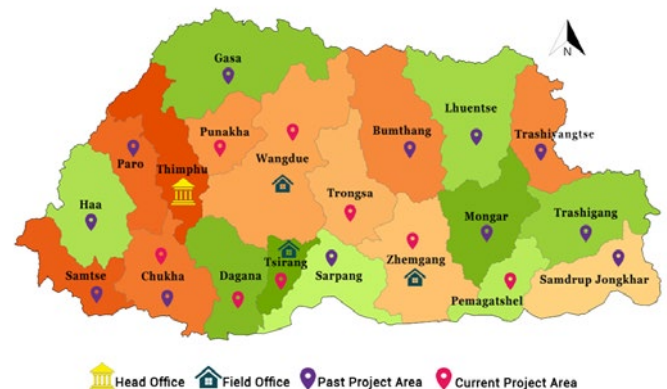 N
Gasa
Lhuentse
Punakha
Bumthang
Trashiyangtse
Wangdue
Paro
Thimphu
Haa
Trongsa
Mongar
Trashigang
Zhemgang
Samtse
Chukha
Dagana
Tsirang
Sarpang
Samdrup Jongkhar
Pemagatshel
Head Office Field Office Past Project Area Current Project Area